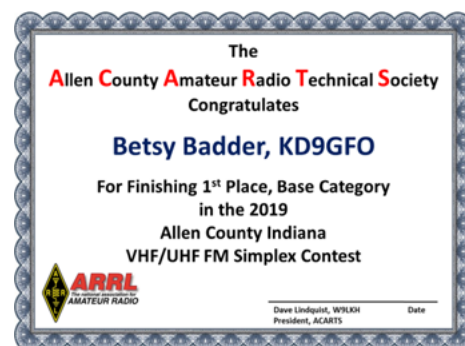 The
Allen County Amateur Radio Technical Society
Congratulates
Betsy Badder, KD9GFO
For Finishing 1st Place, Base Category
in the 2019
Allen County Indiana
VHF/UHF FM Simplex Contest
ARRL
The national association for
AMATEUR RADIO
Dave Lindquist, W9LKH Date
President, ACARTS